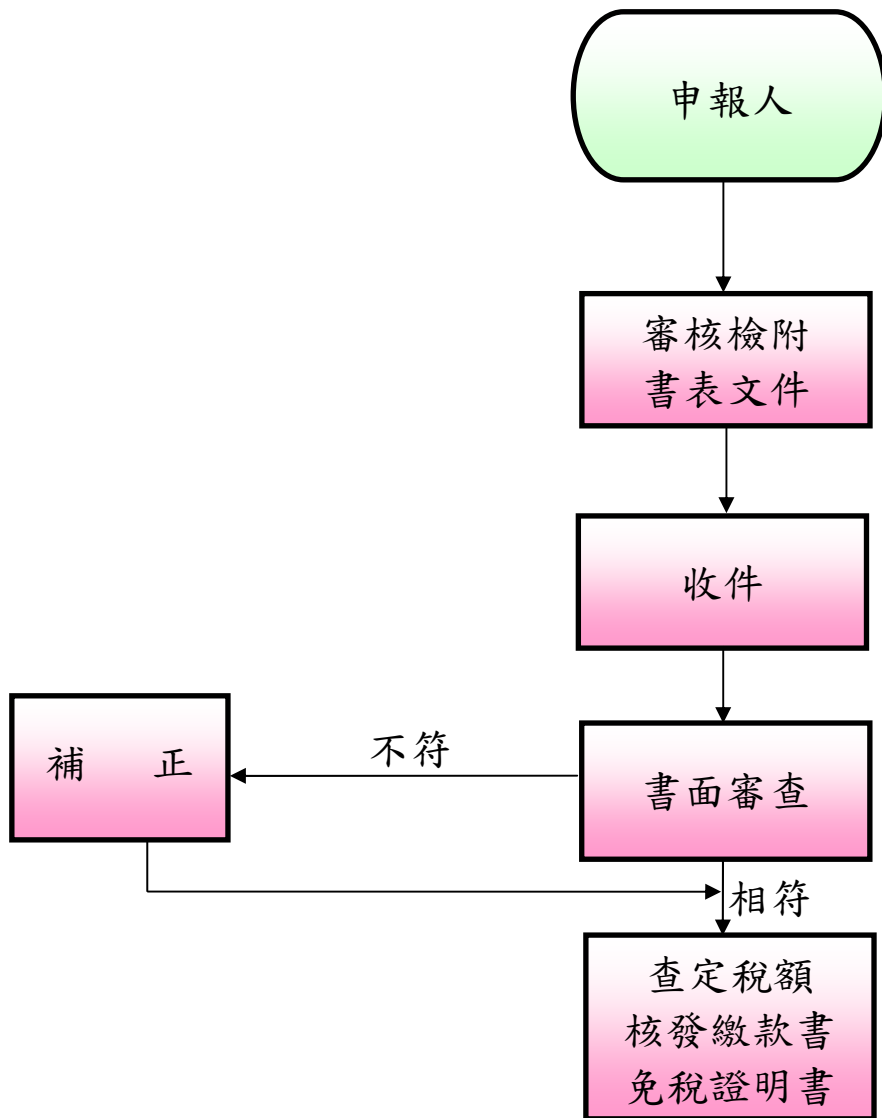 申報人
審核檢附
書表文件
收件
補 正
不符
書面審查
相符
查定稅額
核發繳款書
免稅證明書